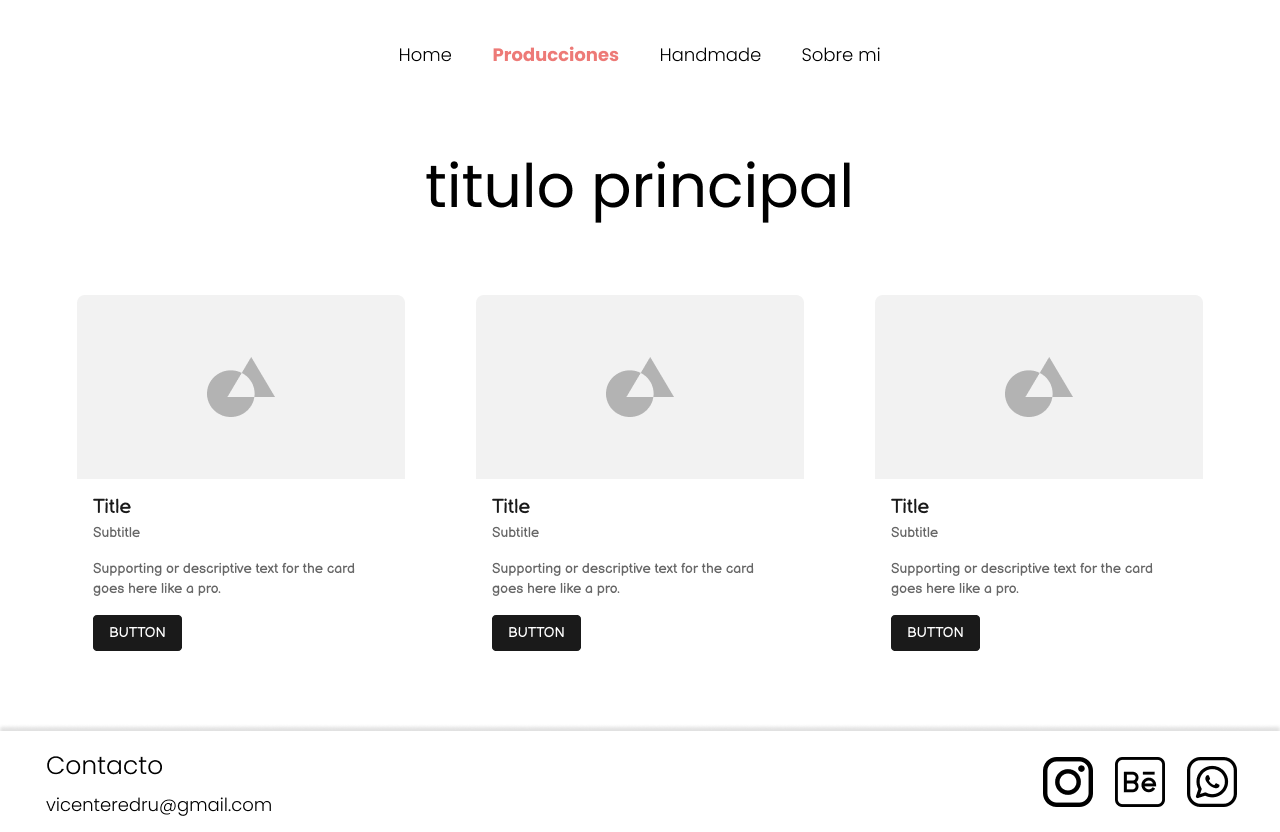 Home Producciones Handmade Sobre mi
titulo principal
Title
Subtitle
Supporting or descriptive text for the card
goes here like a pro.
BUTTON
Title
Subtitle
Supporting or descriptive text for the card
goes here like a pro.
BUTTON
Title
Subtitle
Supporting or descriptive text for the card
goes here like a pro.
BUTTON
Contacto
vicenteredru@gmail.com
Bē